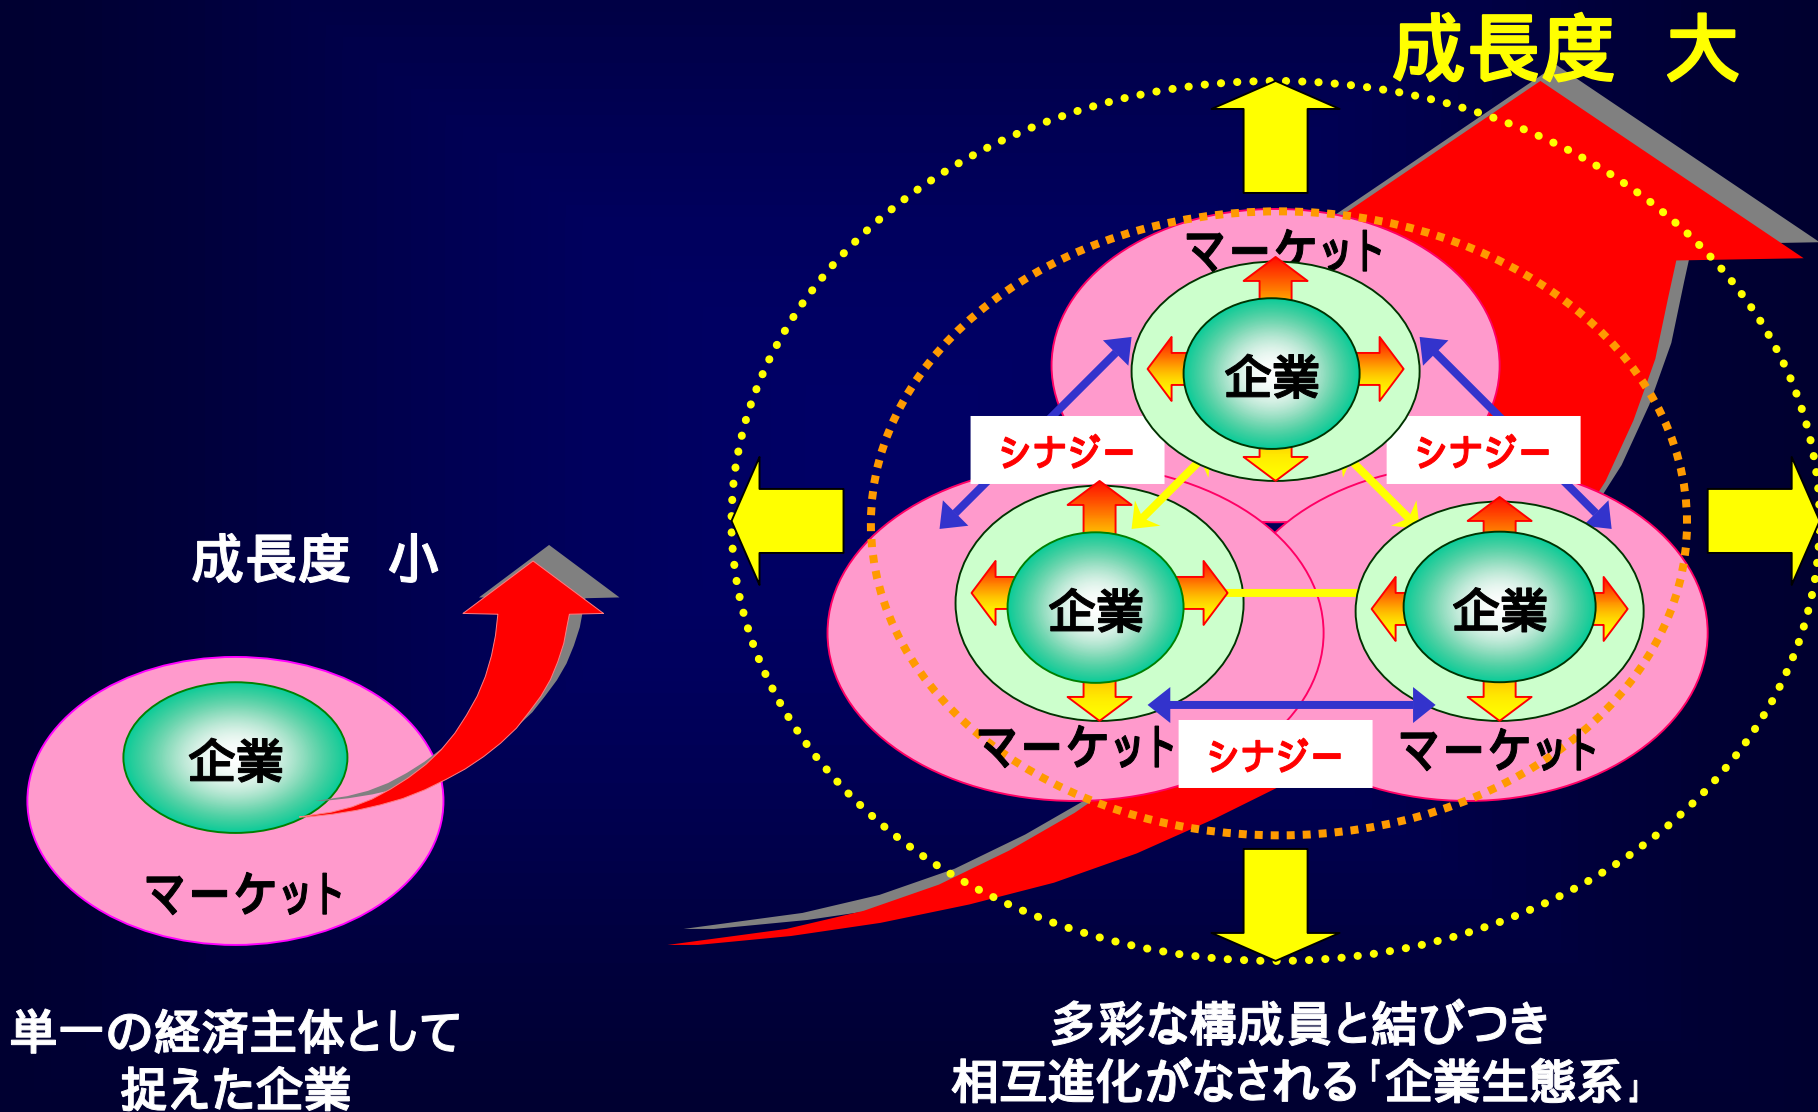 成長度 大
マーケット
企業
シナジー
シナジー
企業
企業
マーケット
シナジー
マーケット
成長度 小
企業
マーケット
単一の経済主体として
捉えた企業
多彩な構成員と結びつき
相互進化がなされる「企業生態系」